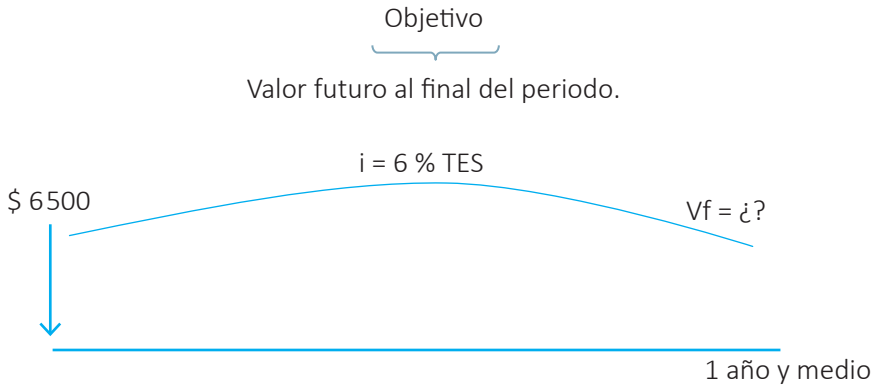 Objetivo
Valor futuro al final del periodo.
i = 6 % TES
$ 6500
Vf = ¿?
1 año y medio